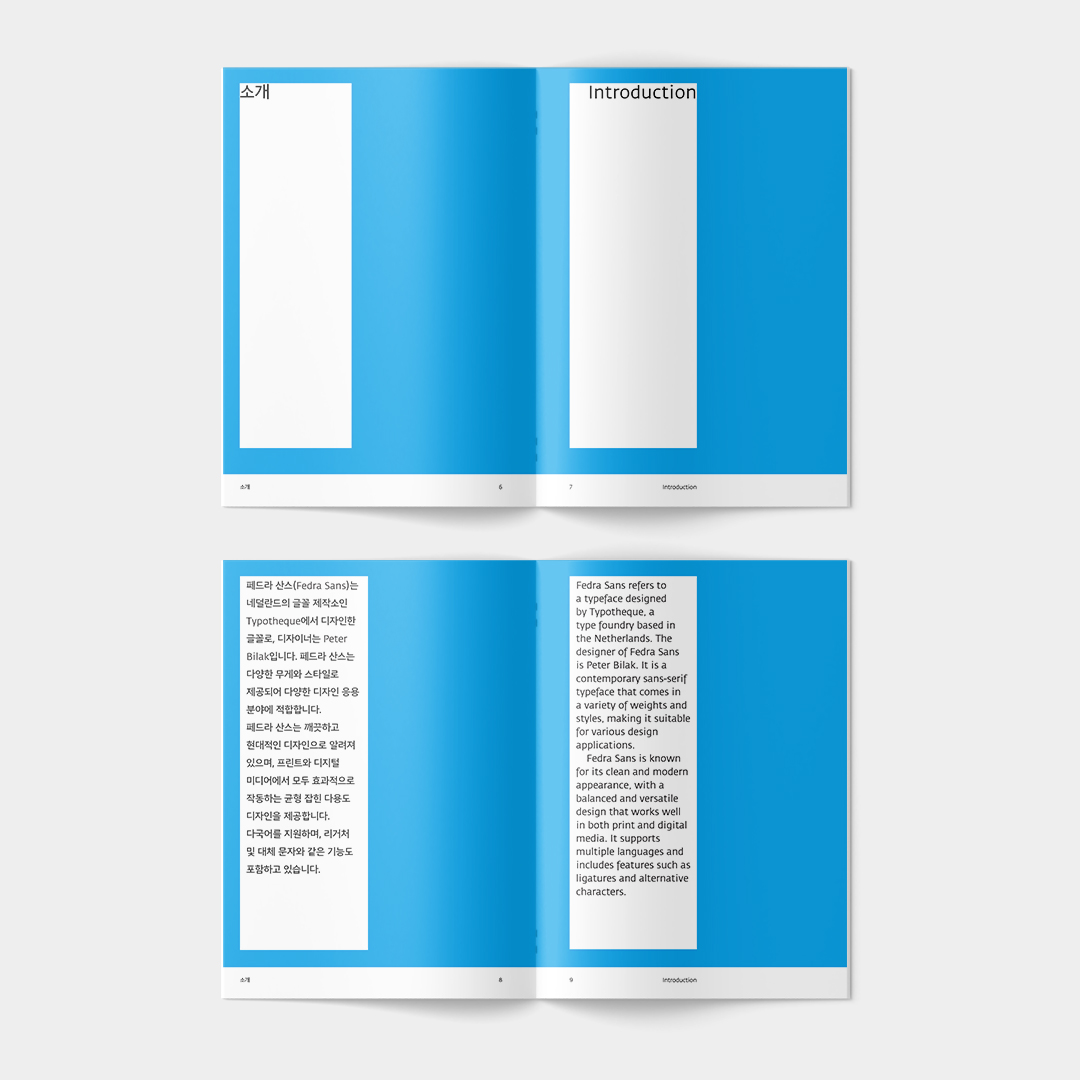 소개
Introduction
소개
6
7
Introduction
페드라 산스(Fedra Sans)는
네덜란드의 글꼴 제작소인
Typotheque에서 디자인한
글꼴로, 디자이너는 Peter
Bilak입니다. 페드라 산스는
다양한 무게와 스타일로
제공되어 다양한 디자인 응용
분야에 적합합니다.
페드라 산스는 깨끗하고
현대적인 디자인으로 알려져
있으며, 프린트와 디지털
미디어에서 모두 효과적으로
작동하는 균형 잡힌 다용도
디자인을 제공합니다.
다국어를 지원하며, 리거처
및 대체 문자와 같은 기능도
포함하고 있습니다.
Fedra Sans refers to
a typeface designed
by Typotheque, a
type foundry based in
the Netherlands. The
designer of Fedra Sans
is Peter Bilak. It is a
contemporary sans-serif
typeface that comes in
a variety of weights and
styles, making it suitable
for various design
applications.
Fedra Sans is known
for its clean and modern
appearance, with a
balanced and versatile
design that works well
in both print and digital
media. It supports
multiple languages and
includes features such as
ligatures and alternative
characters.
소개
8
9
Introduction